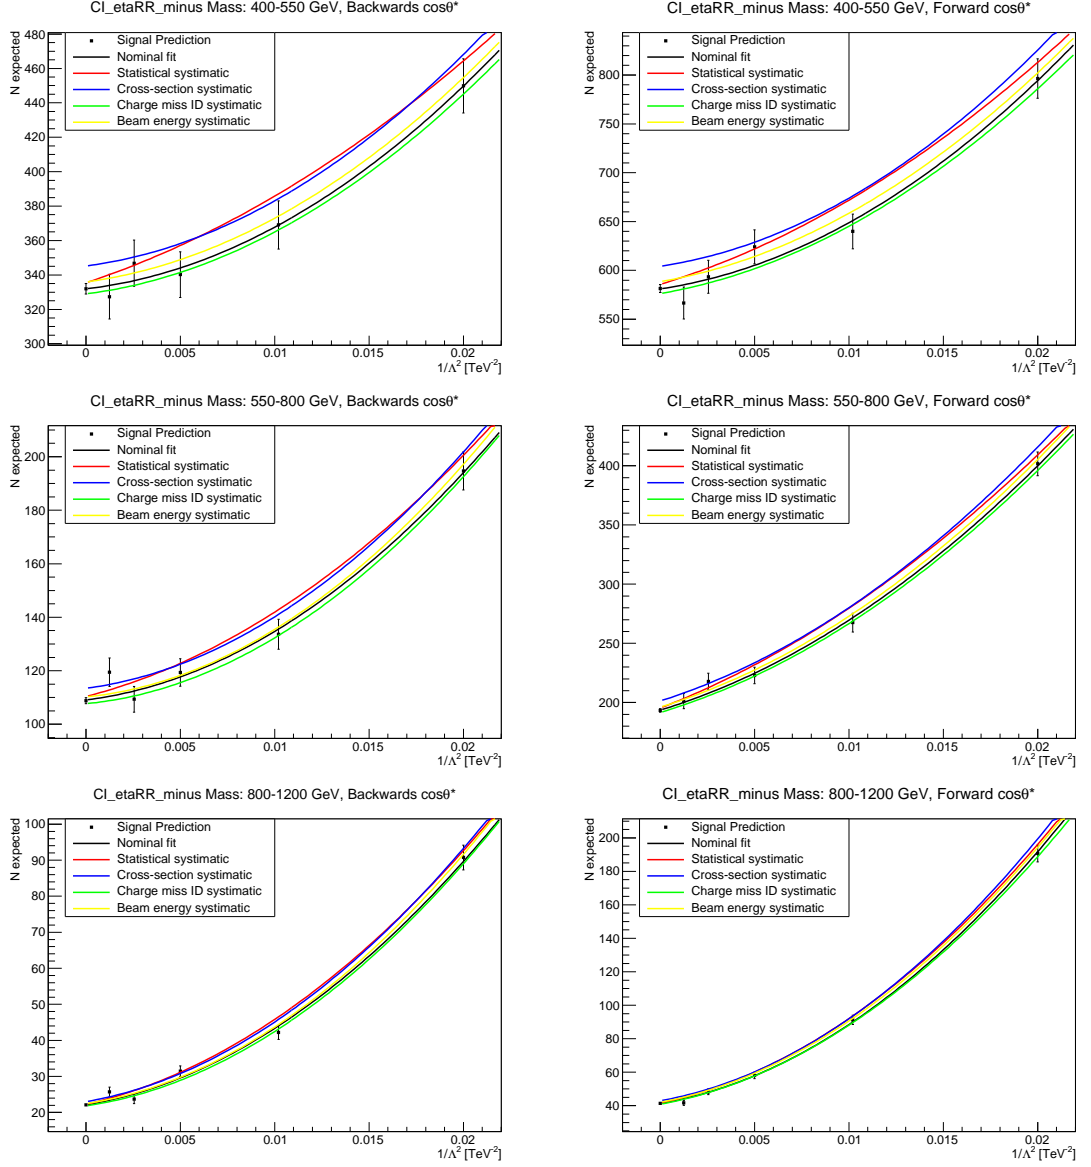 CI_etaRR_minus Mass: 400-550 GeV, Backwards cosθ*
N expected
480
460
440
420
400
380
360
340
320
300
Signal Prediction
Nominal fit
Statistical systimatic
Cross-section systimatic
Charge miss ID systimatic
Beam energy systimatic
0 0.005 0.01 0.015 0.02
1/Λ² [TeV⁻²]
CI_etaRR_minus Mass: 400-550 GeV, Forward cosθ*
N expected
800
750
700
650
600
550
Signal Prediction
Nominal fit
Statistical systimatic
Cross-section systimatic
Charge miss ID systimatic
Beam energy systimatic
0 0.005 0.01 0.015 0.02
1/Λ² [TeV⁻²]
CI_etaRR_minus Mass: 550-800 GeV, Backwards cosθ*
N expected
200
180
160
140
120
100
Signal Prediction
Nominal fit
Statistical systimatic
Cross-section systimatic
Charge miss ID systimatic
Beam energy systimatic
0 0.005 0.01 0.015 0.02
1/Λ² [TeV⁻²]
CI_etaRR_minus Mass: 550-800 GeV, Forward cosθ*
N expected
400
350
300
250
200
Signal Prediction
Nominal fit
Statistical systimatic
Cross-section systimatic
Charge miss ID systimatic
Beam energy systimatic
0 0.005 0.01 0.015 0.02
1/Λ² [TeV⁻²]
CI_etaRR_minus Mass: 800-1200 GeV, Backwards cosθ*
N expected
100
90
80
70
60
50
40
30
20
Signal Prediction
Nominal fit
Statistical systimatic
Cross-section systimatic
Charge miss ID systimatic
Beam energy systimatic
0 0.005 0.01 0.015 0.02
1/Λ² [TeV⁻²]
CI_etaRR_minus Mass: 800-1200 GeV, Forward cosθ*
N expected
200
180
160
140
120
100
80
60
40
Signal Prediction
Nominal fit
Statistical systimatic
Cross-section systimatic
Charge miss ID systimatic
Beam energy systimatic
0 0.005 0.01 0.015 0.02
1/Λ² [TeV⁻²]